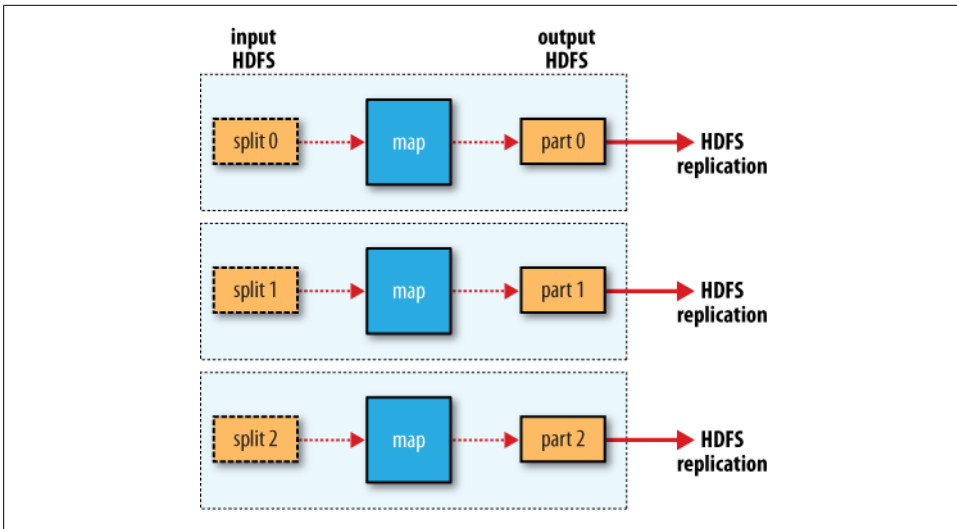 input
HDFS
output
HDFS
split 0
map
part 0
HDFS
replication
split 1
map
part 1
HDFS
replication
split 2
map
part 2
HDFS
replication